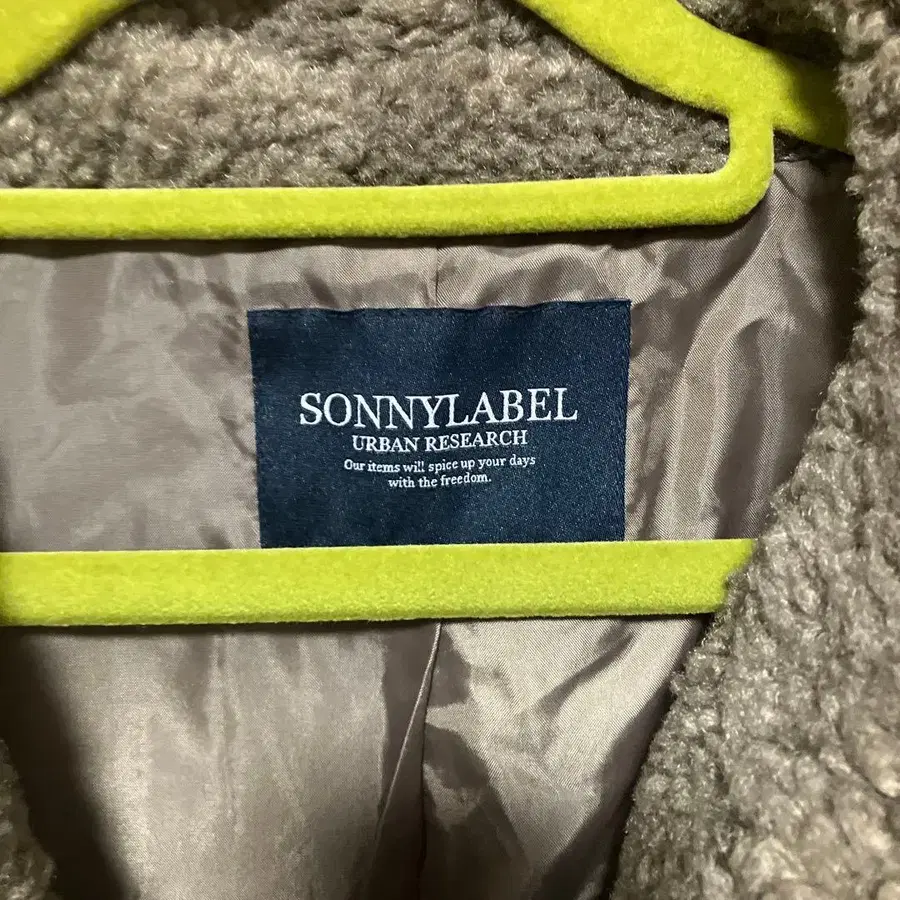 SONNYLABEL
URBAN RESEARCH
Our items will spice up your days
with the freedom.